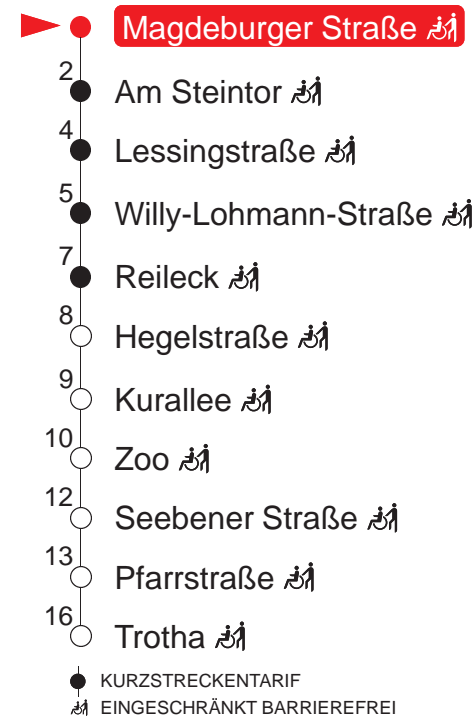 Magdeburger Straße
2
Am Steintor
4
Lessingstraße
5
Willy-Lohmann-Straße
7
Reileck
8
Hegelstraße
9
Kurallee
10
Zoo
12
Seebener Straße
13
Pfarrstraße
16
Trotha
KURZSTRECKENTARIF
EINGESCHRÄNKT BARRIEREFREI